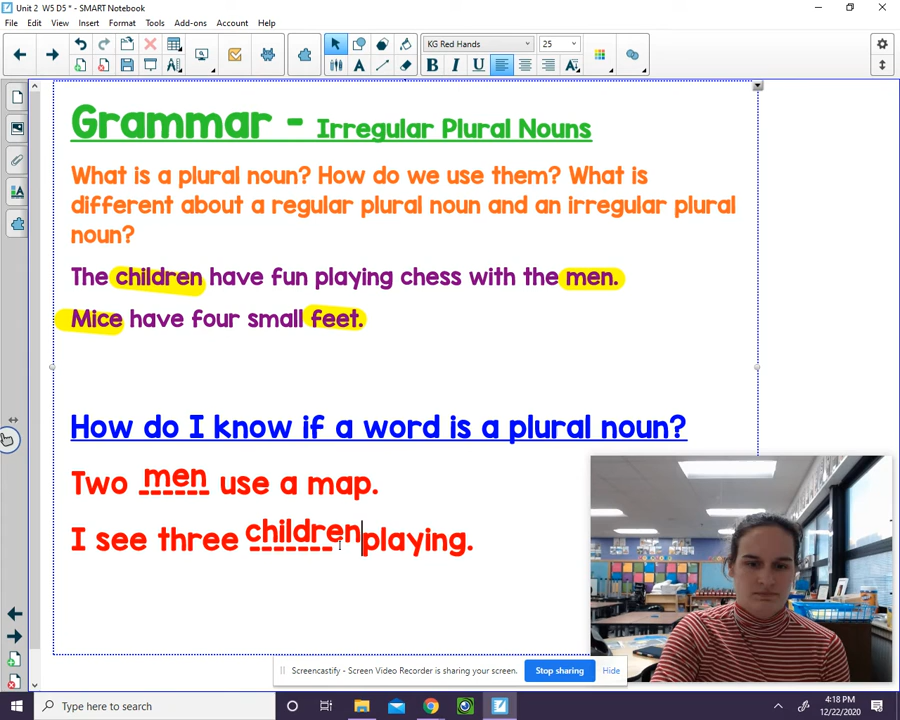 Unit 2 W5 D5 * - SMART Notebook
File Edit View Insert Format Tools Add-ons Account Help
KG Red Hands 25
B I U
Grammar - Irregular Plural Nouns
What is a plural noun? How do we use them? What is
different about a regular plural noun and an irregular plural
noun?
The children have fun playing chess with the men.
Mice have four small feet.
How do I know if a word is a plural noun?
Two men use a map.
I see three children playing.
Screencastify - Screen Video Recorder is sharing your screen. Stop sharing Hide
Type here to search
4:18 PM
12/22/2020